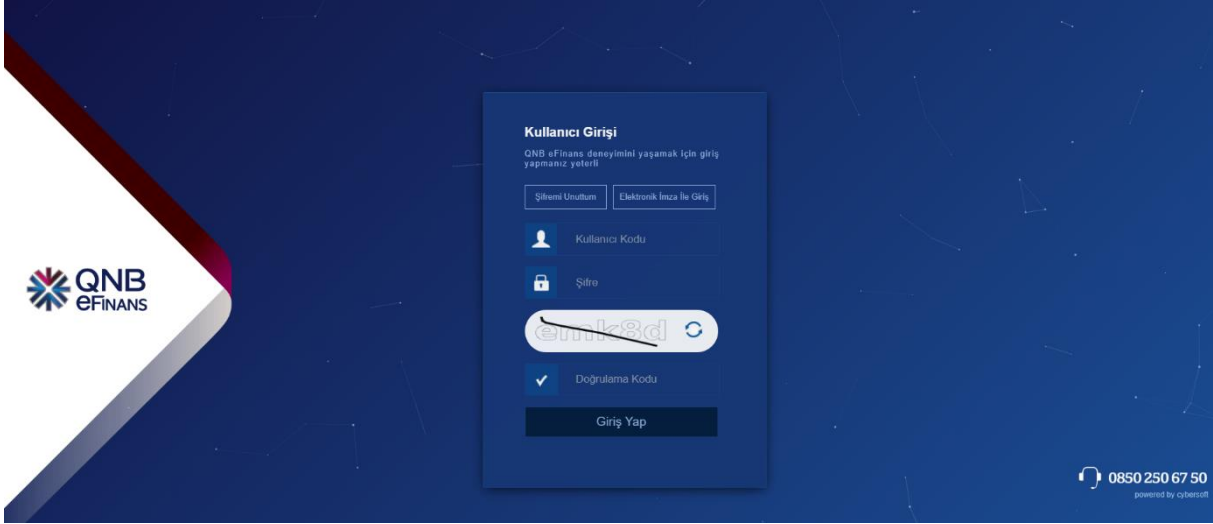 Kullanıcı Girişi
QNB eFinans deneyimini yaşamak için giriş
yapmanız yeterli
Şifremi Unuttum
Elektronik İmza İle Giriş
Kullanıcı Kodu
QNB
eFINANS
Şifre
emk8d
Doğrulama Kodu
Giriş Yap
0850 250 67 50
powered by cybersoft